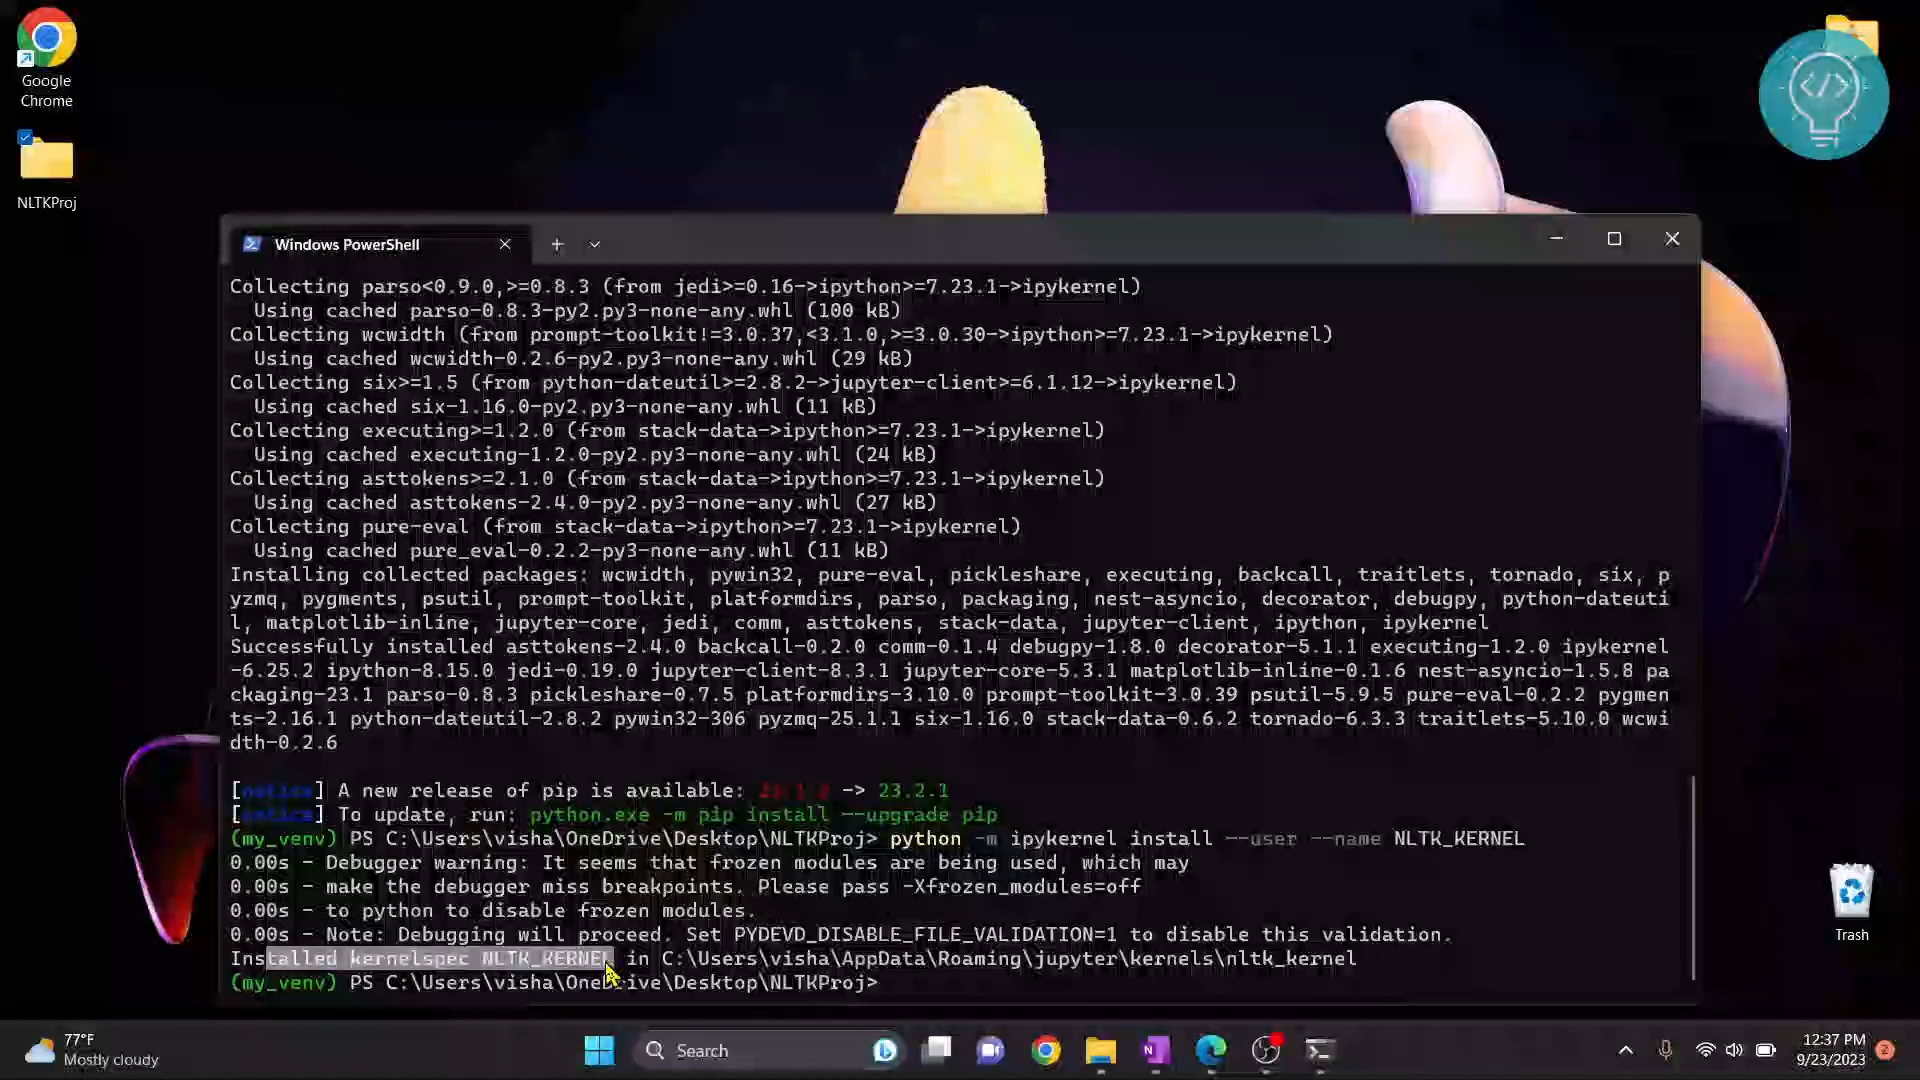 Google
Chrome
NLTKProj
</>
Windows PowerShell
Collecting parso<0.9.0,>=0.8.3 (from jedi>=0.16->ipython>=7.23.1->ipykernel)
Using cached parso-0.8.3-py2.py3-none-any.whl (100 kB)
Collecting wcwidth (from prompt-toolkit!=3.0.37,<3.1.0,>=3.0.30->ipython>=7.23.1->ipykernel)
Using cached wcwidth-0.2.6-py2.py3-none-any.whl (29 kB)
Collecting six>=1.5 (from python-dateutil>=2.8.2->jupyter-client>=6.1.12->ipykernel)
Using cached six-1.16.0-py2.py3-none-any.whl (11 kB)
Collecting executing>=1.2.0 (from stack-data->ipython>=7.23.1->ipykernel)
Using cached executing-1.2.0-py2.py3-none-any.whl (24 kB)
Collecting asttokens>=2.1.0 (from stack-data->ipython>=7.23.1->ipykernel)
Using cached asttokens-2.4.0-py2.py3-none-any.whl (27 kB)
Collecting pure-eval (from stack-data->ipython>=7.23.1->ipykernel)
Using cached pure_eval-0.2.2-py3-none-any.whl (11 kB)
Installing collected packages: wcwidth, pywin32, pure-eval, pickleshare, executing, backcall, traitlets, tornado, six, p
yzmq, pygments, psutil, prompt-toolkit, platformdirs, parso, packaging, nest-asyncio, decorator, debugpy, python-dateuti
l, matplotlib-inline, jupyter-core, jedi, comm, asttokens, stack-data, jupyter-client, ipython, ipykernel
Successfully installed asttokens-2.4.0 backcall-0.2.0 comm-0.1.4 debugpy-1.8.0 decorator-5.1.1 executing-1.2.0 ipykernel
-6.25.2 ipython-8.15.0 jedi-0.19.0 jupyter-client-8.3.1 jupyter-core-5.3.1 matplotlib-inline-0.1.6 nest-asyncio-1.5.8 pa
ckaging-23.1 parso-0.8.3 pickleshare-0.7.5 platformdirs-3.10.0 prompt-toolkit-3.0.39 psutil-5.9.5 pure-eval-0.2.2 pygmen
ts-2.16.1 python-dateutil-2.8.2 pywin32-306 pyzmq-25.1.1 six-1.16.0 stack-data-0.6.2 tornado-6.3.3 traitlets-5.10.0 wcwi
dth-0.2.6
[notice] A new release of pip is available: -> 23.2.1
[notice] To update, run: python.exe -m pip install --upgrade pip
(my_venv) PS C:\Users\visha\OneDrive\Desktop\NLTKProj> python -m ipykernel install --user --name NLTK_KERNEL
0.00s - Debugger warning: It seems that frozen modules are being used, which may
0.00s - make the debugger miss breakpoints. Please pass -Xfrozen_modules=off
0.00s - to python to disable frozen modules.
0.00s - Note: Debugging will proceed. Set PYDEVD_DISABLE_FILE_VALIDATION=1 to disable this validation.
Installed kernelspec NLTK_KERNEL in C:\Users\visha\AppData\Roaming\jupyter\kernels\nltk_kernel
(my_venv) PS C:\Users\visha\OneDrive\Desktop\NLTKProj>
Trash
77°F
Mostly cloudy
Search
12:37 PM
9/23/2023
2